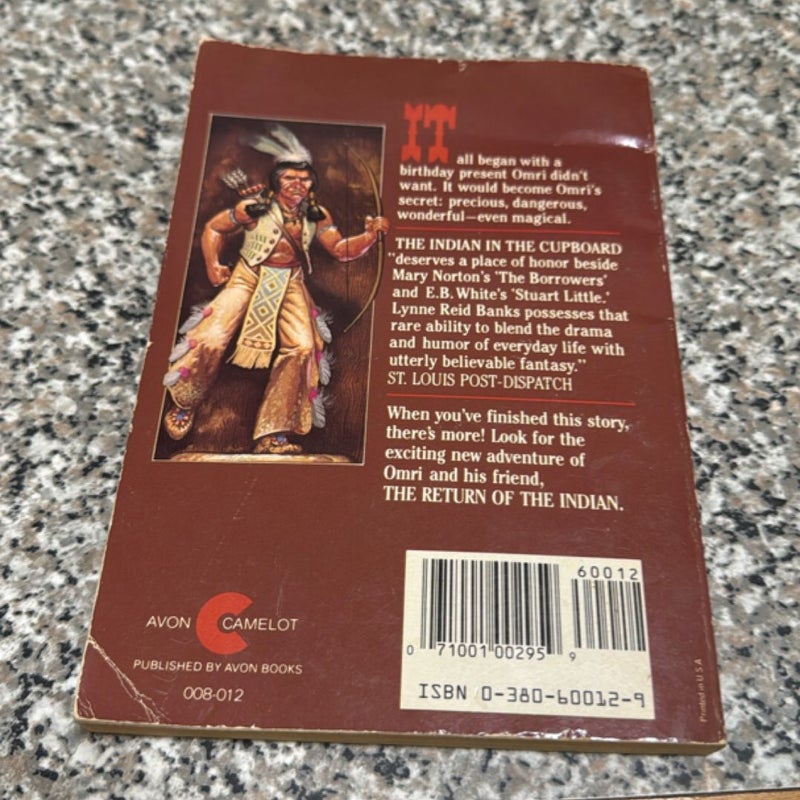 IT
all began with a
birthday present Omri didn't
want. It would become Omri's
secret: precious, dangerous,
wonderful—even magical.
THE INDIAN IN THE CUPBOARD
"deserves a place of honor beside
Mary Norton's 'The Borrowers'
and E.B. White's 'Stuart Little.'
Lynne Reid Banks possesses that
rare ability to blend the drama
and humor of everyday life with
utterly believable fantasy."
ST. LOUIS POST-DISPATCH
When you've finished this story,
there's more! Look for the
exciting new adventure of
Omri and his friend,
THE RETURN OF THE INDIAN.
AVON CAMELOT
PUBLISHED BY AVON BOOKS
008-012
60012
0 71001 00295 9
ISBN 0-380-60012-9
Printed in U S A